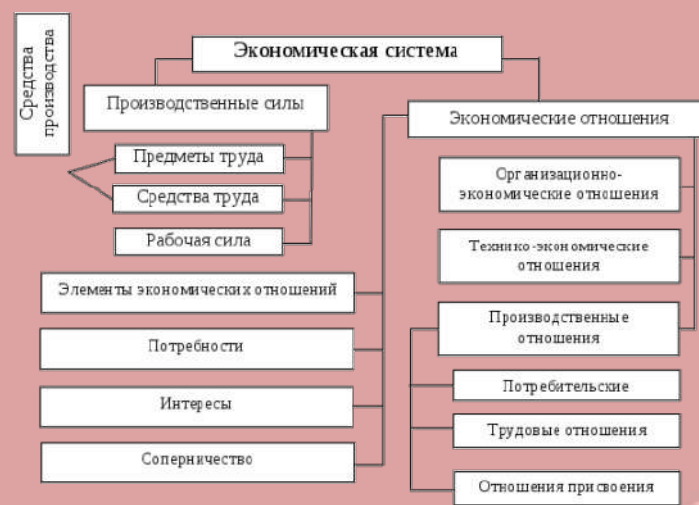 Средства
производства
Экономическая система
Производственные силы
Экономические отношения
Предметы труда
Средства труда
Рабочая сила
Организационно-
экономические отношения
Технико-экономические
отношения
Элементы экономических отношений
Производственные
отношения
Потребности
Потребительские
Интересы
Трудовые отношения
Соперничество
Отношения присвоения